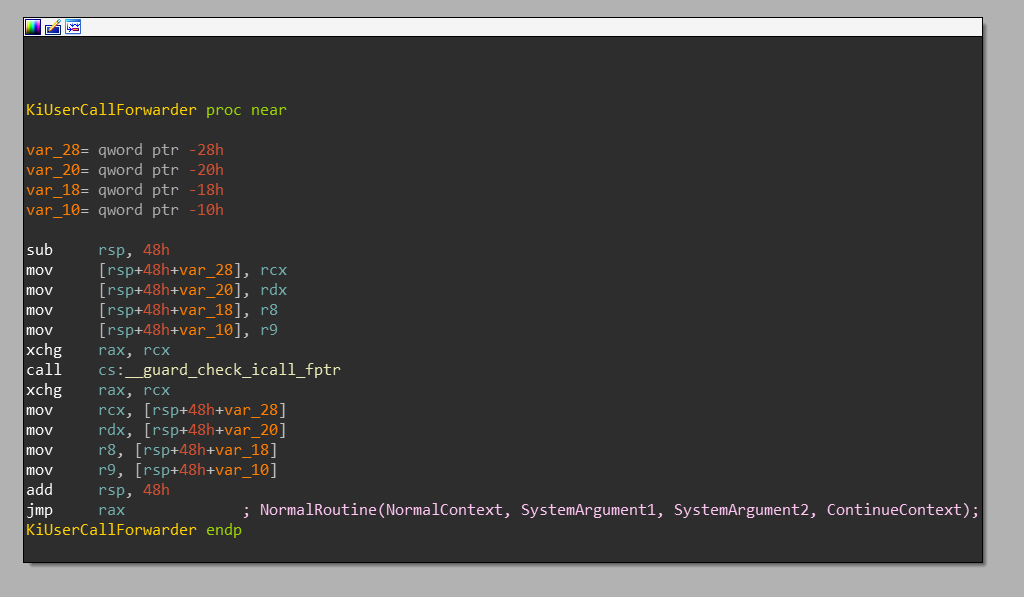 KiUserCallForwarder proc near
var_28= qword ptr -28h
var_20= qword ptr -20h
var_18= qword ptr -18h
var_10= qword ptr -10h
sub     rsp, 48h
mov     [rsp+48h+var_28], rcx
mov     [rsp+48h+var_20], rdx
mov     [rsp+48h+var_18], r8
mov     [rsp+48h+var_10], r9
xchg    rax, rcx
call    cs:__guard_check_icall_fptr
xchg    rax, rcx
mov     rcx, [rsp+48h+var_28]
mov     rdx, [rsp+48h+var_20]
mov     r8, [rsp+48h+var_18]
mov     r9, [rsp+48h+var_10]
add     rsp, 48h
jmp     rax             ; NormalRoutine(NormalContext, SystemArgument1, SystemArgument2, ContinueContext);
KiUserCallForwarder endp